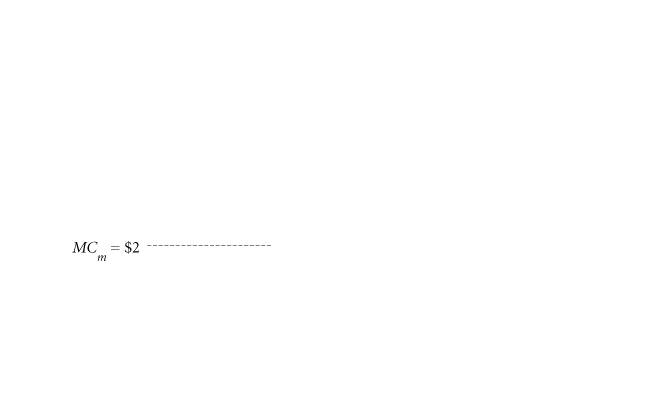 MCm = $2